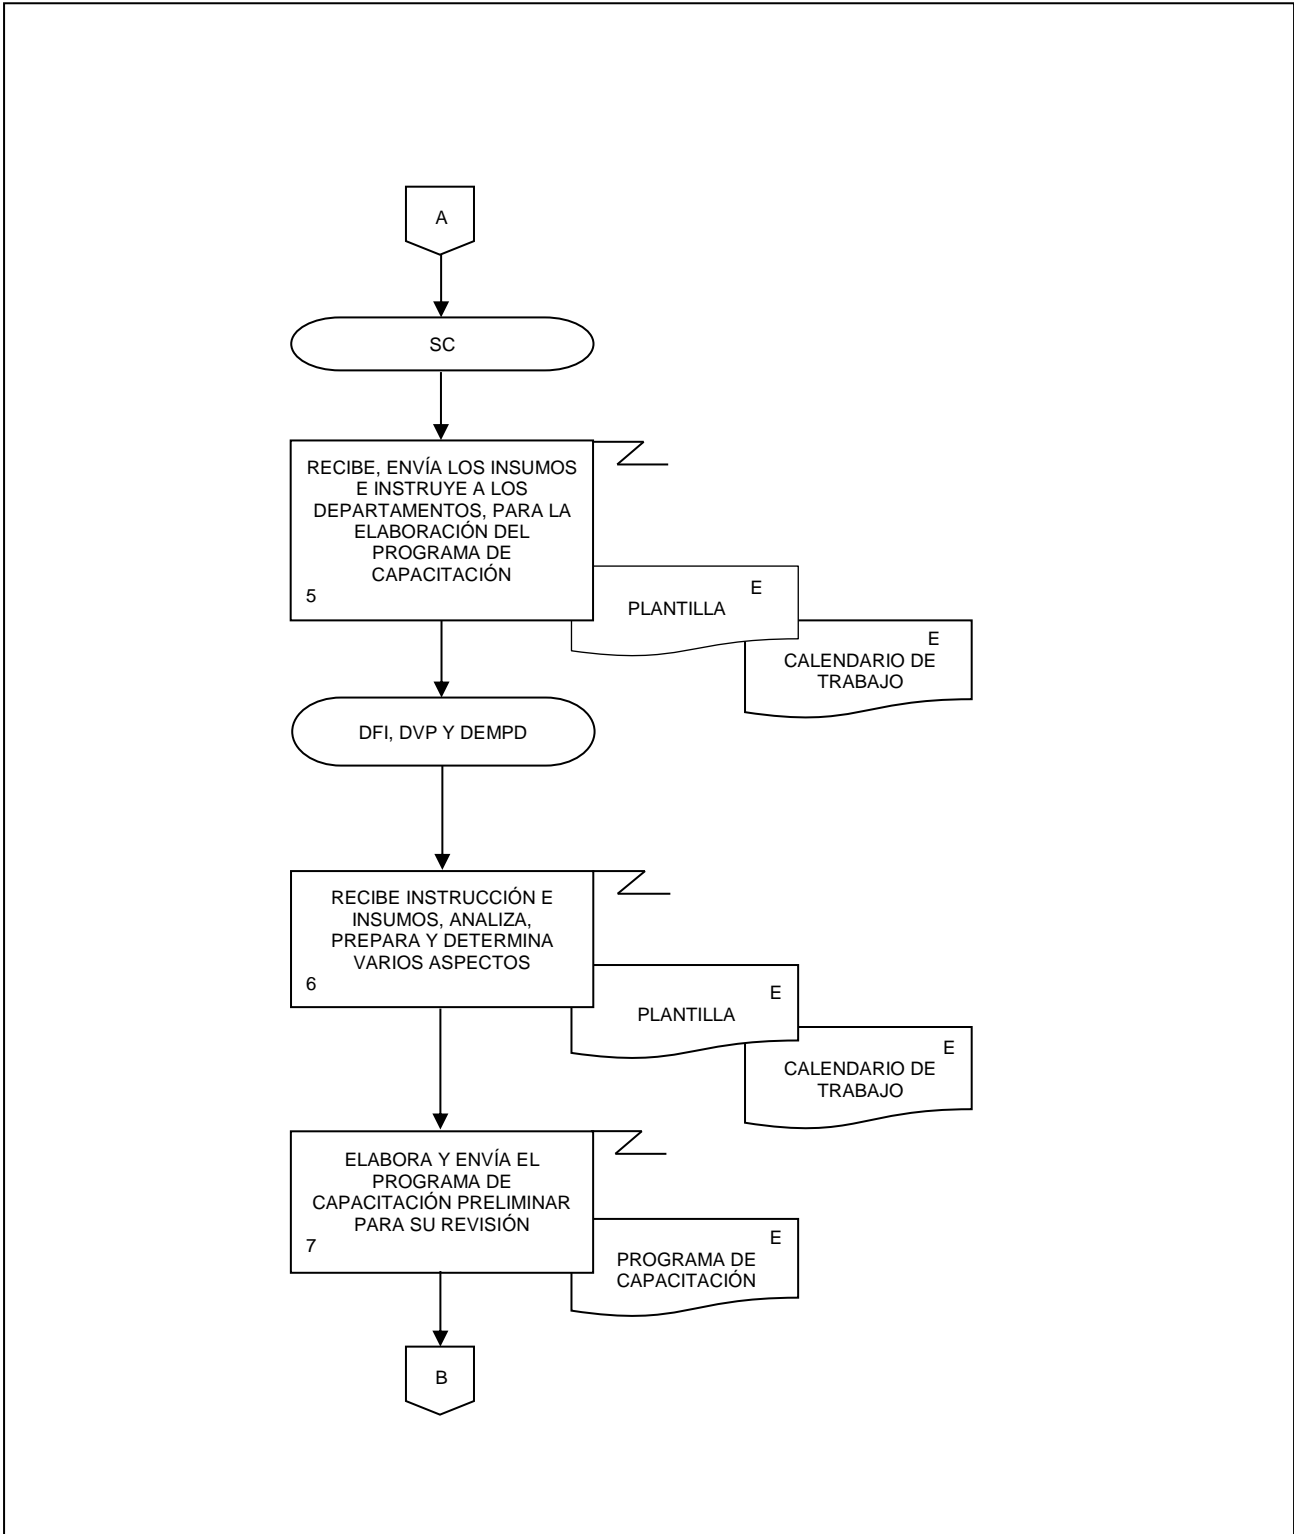 A
SC
RECIBE, ENVÍA LOS INSUMOS
E INSTRUYE A LOS
DEPARTAMENTOS, PARA LA
ELABORACIÓN DEL
PROGRAMA DE
CAPACITACIÓN
5
E
PLANTILLA
E
CALENDARIO DE
TRABAJO
DFI, DVP Y DEMPD
RECIBE INSTRUCCIÓN E
INSUMOS, ANALIZA,
PREPARA Y DETERMINA
VARIOS ASPECTOS
6
E
PLANTILLA
E
CALENDARIO DE
TRABAJO
ELABORA Y ENVÍA EL
PROGRAMA DE
CAPACITACIÓN PRELIMINAR
PARA SU REVISIÓN
7
E
PROGRAMA DE
CAPACITACIÓN
B